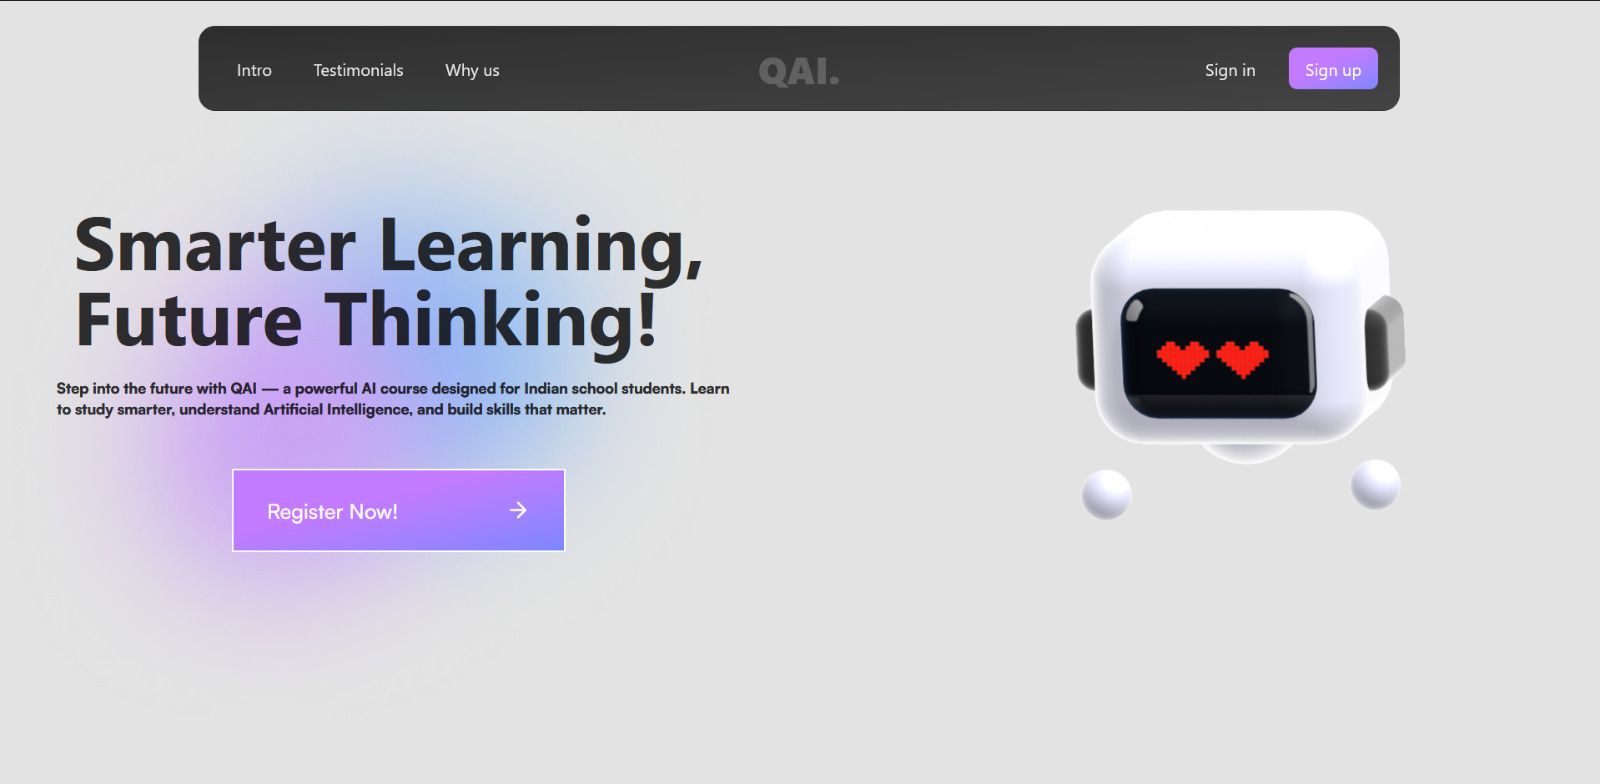 Intro Testimonials Why us QAI. Sign in Sign up
Smarter Learning,
Future Thinking!
Step into the future with QAI — a powerful AI course designed for Indian school students. Learn
to study smarter, understand Artificial Intelligence, and build skills that matter.
Register Now! →